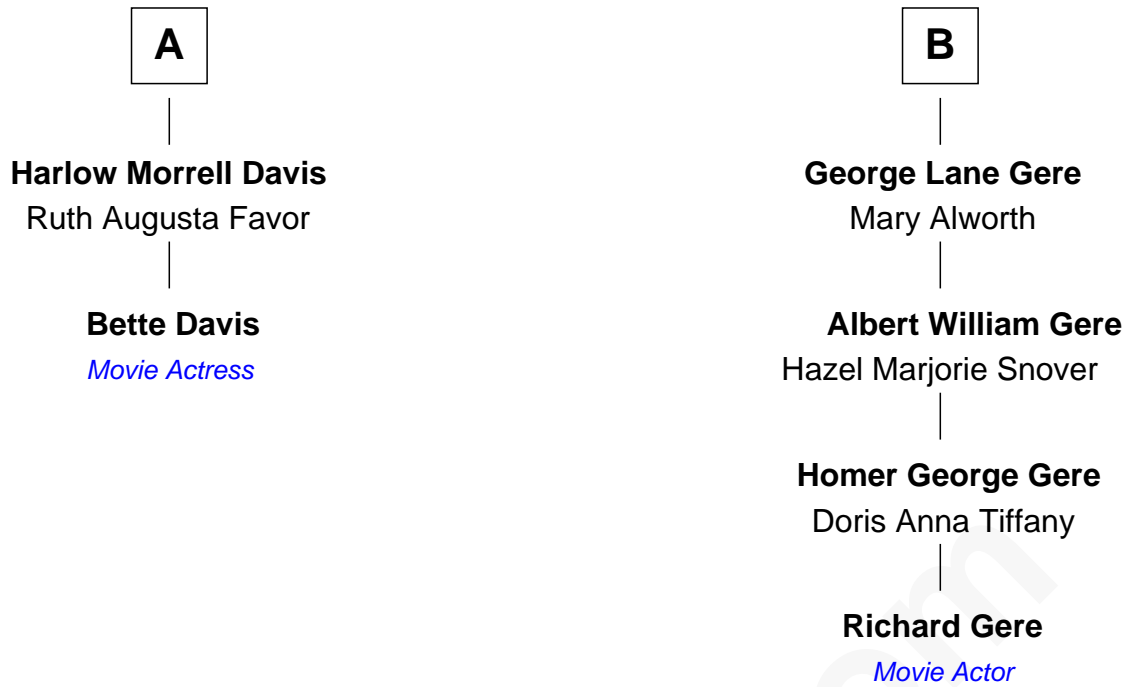 A
Harlow Morrell Davis
Ruth Augusta Favor
Bette Davis
Movie Actress
B
George Lane Gere
Mary Alworth
Albert William Gere
Hazel Marjorie Snover
Homer George Gere
Doris Anna Tiffany
Richard Gere
Movie Actor